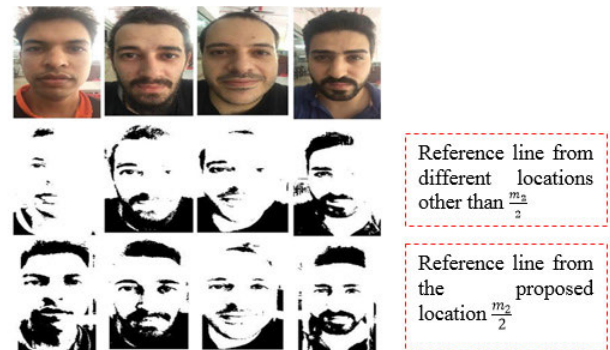 Reference line from
different locations
other than m₂/2
Reference line from
the proposed
location m₂/2